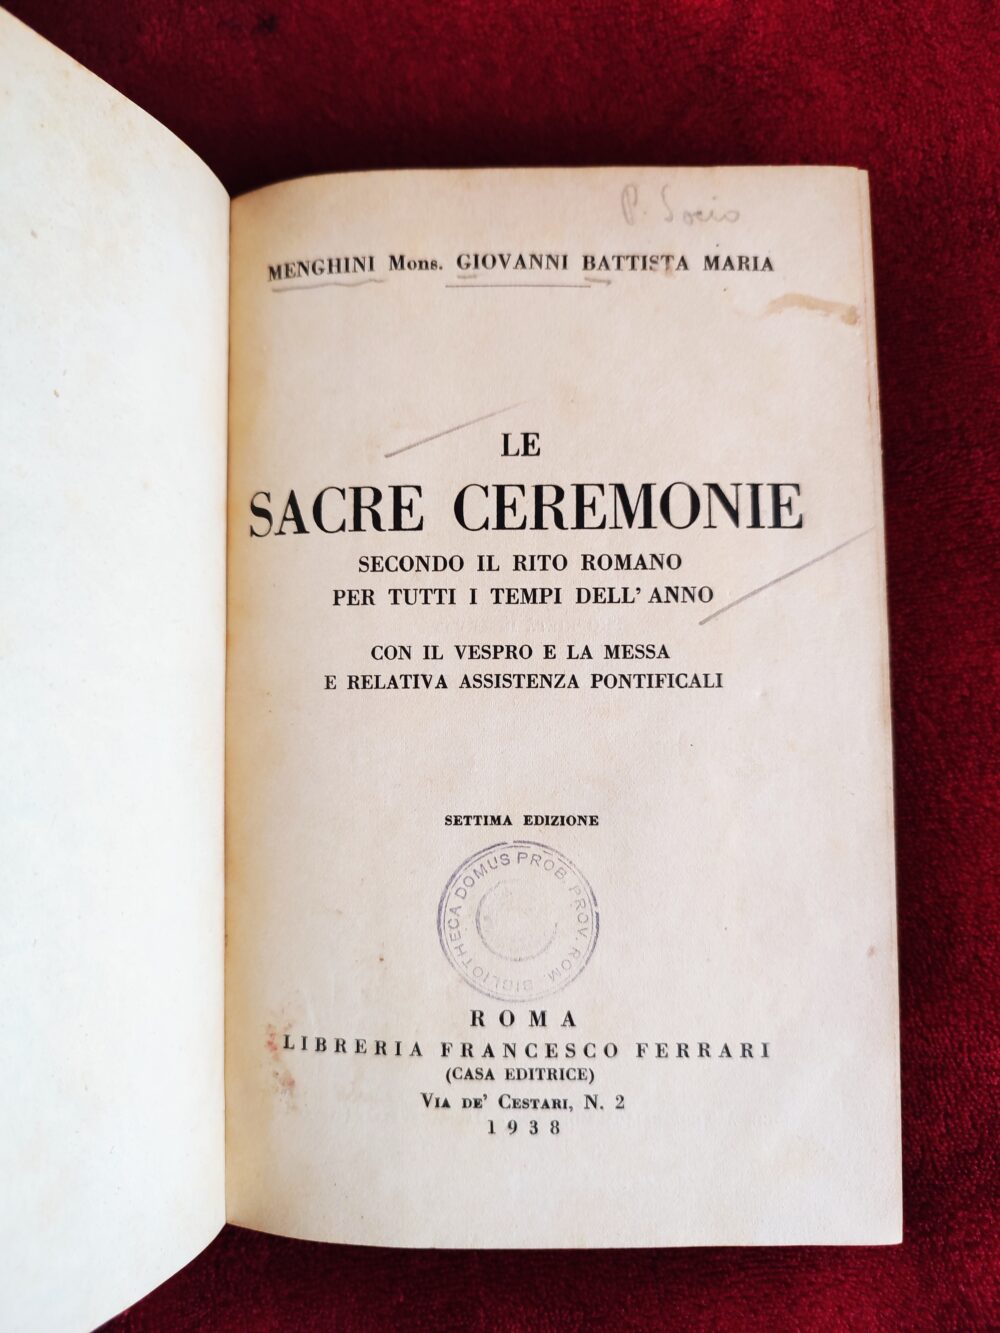 P. Socio
MENGHINI Mons. GIOVANNI BATTISTA MARIA
LE
SACRE CEREMONIE
SECONDO IL RITO ROMANO
PER TUTTI I TEMPI DELL' ANNO
CON IL VESPRO E LA MESSA
E RELATIVA ASSISTENZA PONTIFICALI
SETTIMA EDIZIONE
BIBLIOTHECA DOMUS PROB. PROV. ROM.
ROMA
LIBRERIA FRANCESCO FERRARI
(CASA EDITRICE)
VIA DE' CESTARI, N. 2
1938